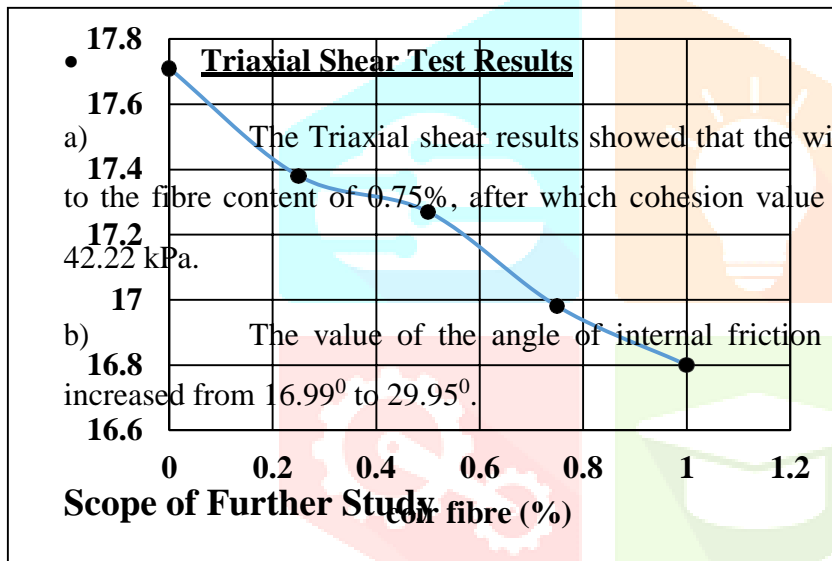 17.8
• Triaxial Shear Test Results
17.6
a) The Triaxial shear results showed that the wi
17.4
to the fibre content of 0.75%, after which cohesion value
17.2
42.22 kPa.
17
b) The value of the angle of internal friction
16.8
increased from 16.99⁰ to 29.95⁰.
16.6
0 0.2 0.4 0.6 0.8 1 1.2
Scope of Further Study
coir fibre (%)